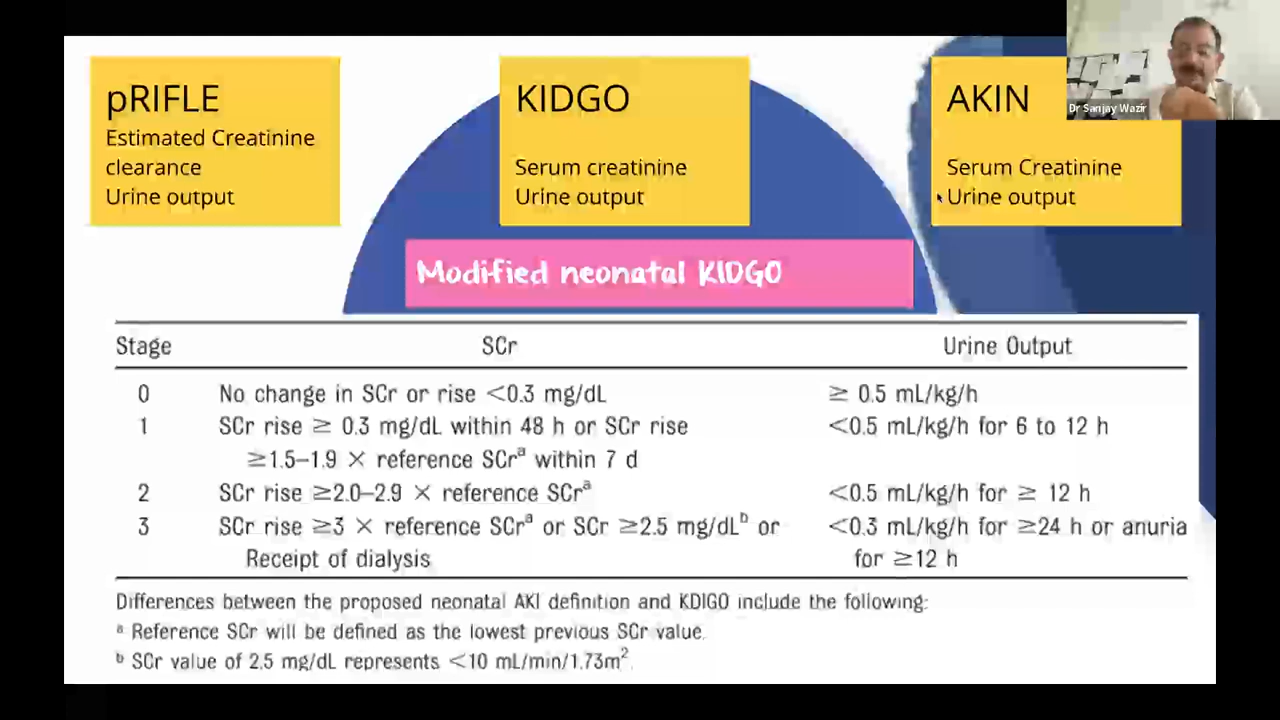 pRIFLE
Estimated Creatinine
clearance
Urine output
KIDGO
Serum creatinine
Urine output
AKIN
Serum Creatinine
Urine output
Dr Sanjay Wazir
Modified neonatal KIDGO
Stage SCr Urine Output
0 No change in SCr or rise <0.3 mg/dL ≥ 0.5 mL/kg/h
1 SCr rise ≥ 0.3 mg/dL within 48 h or SCr rise <0.5 mL/kg/h for 6 to 12 h
≥1.5–1.9 × reference SCrᵃ within 7 d
2 SCr rise ≥2.0–2.9 × reference SCrᵃ <0.5 mL/kg/h for ≥ 12 h
3 SCr rise ≥3 × reference SCrᵃ or SCr ≥2.5 mg/dLᵇ or <0.3 mL/kg/h for ≥24 h or anuria
Receipt of dialysis for ≥12 h
Differences between the proposed neonatal AKI definition and KDIGO include the following:
ᵃ Reference SCr will be defined as the lowest previous SCr value.
ᵇ SCr value of 2.5 mg/dL represents <10 mL/min/1.73m².